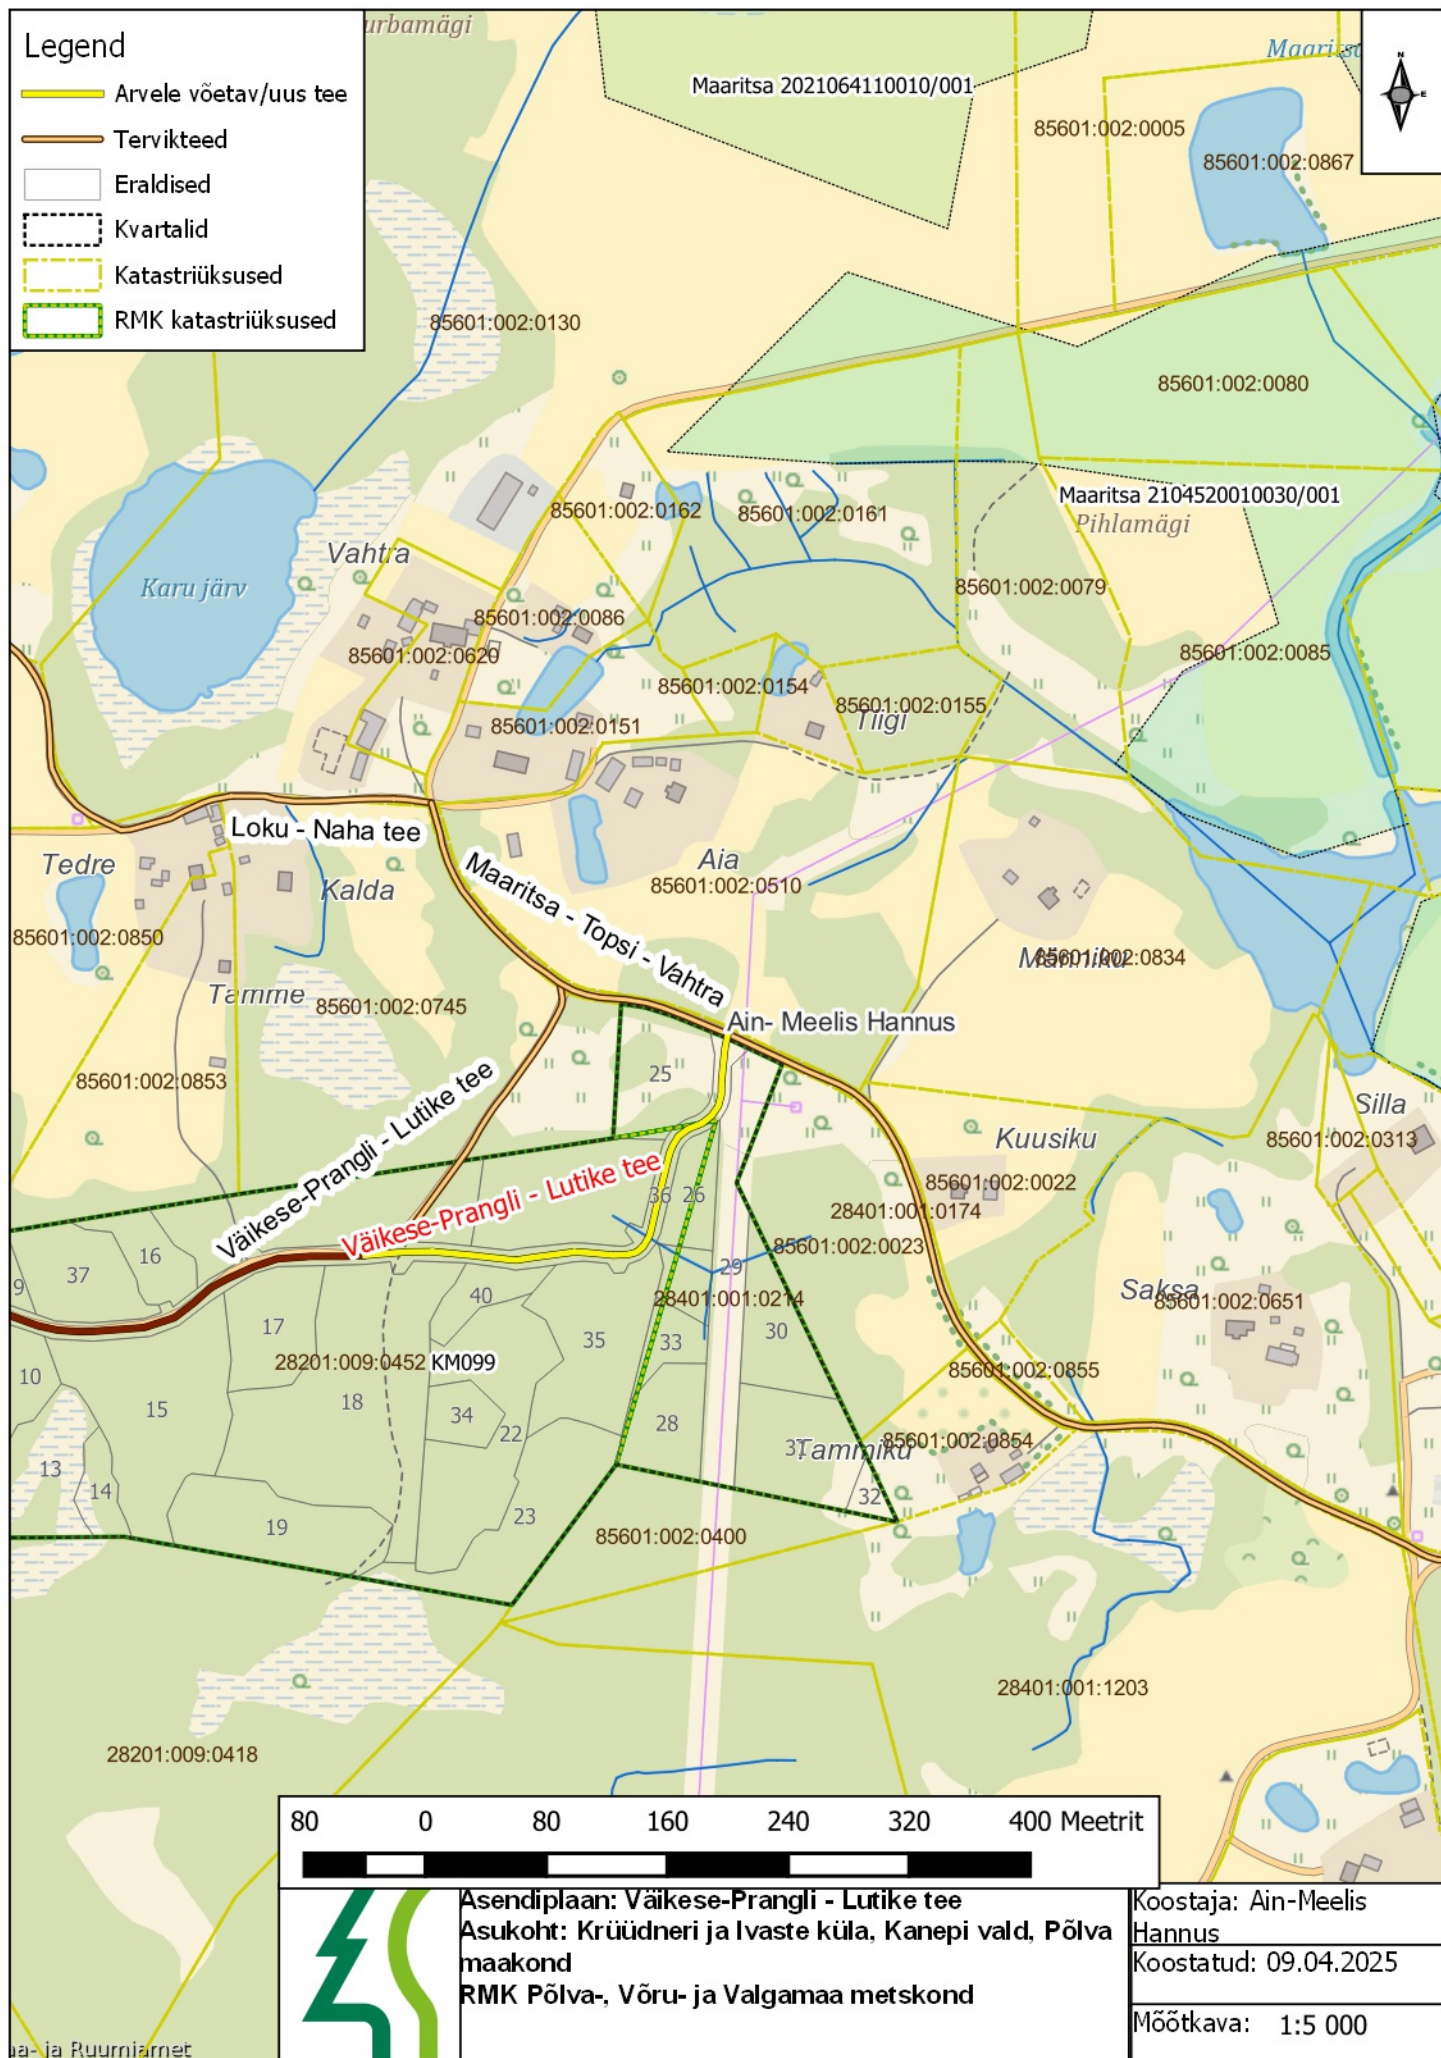 Legend
Arvele võetav/uus tee
Tervikteed
Eraldised
Kvartalid
Katastriüksused
RMK katastriüksused
urbamägi
Maaritsa 2021064110010/001
N
E
85601:002:0005
85601:002:0867
85601:002:0130
85601:002:0080
Maaritsa 2104520010030/001
Pihlamägi
85601:002:0162
85601:002:0161
Vahtra
Karu järv
85601:002:0079
85601:002:0086
85601:002:0620
85601:002:0085
85601:002:0154
85601:002:0155
85601:002:0151
Tiigi
Loku - Naha tee
Tedre
Kalda
Aia
85601:002:0510
Maaritsa - Topsi - Vahtra
85601:002:0850
Männiku
85601:002:0834
Tamme
85601:002:0745
Ain- Meelis Hannus
85601:002:0853
25
Väikese-Prangli - Lutike tee
Silla
85601:002:0313
Kuusiku
85601:002:0022
28401:001:0174
85601:002:0023
Väikese-Prangli - Lutike tee
36
26
16
37
9
29
28401:001:0214
Saksa
85601:002:0651
40
17
35
33
30
28201:009:0452
KM099
10
15
18
34
22
28
85601:002:0855
85601:002:0854
Tammiku
13
14
19
23
32
85601:002:0400
28401:001:1203
28201:009:0418
80 0 80 160 240 320 400 Meetrit
Asendiplaan: Väikese-Prangli - Lutike tee
Asukoht: Krüüdneri ja Ivaste küla, Kanepi vald, Põlva
maakond
RMK Põlva-, Võru- ja Valgamaa metskond
Koostaja: Ain-Meelis
Hannus
Koostatud: 09.04.2025
Mõõtkava: 1:5 000
aa- ja Ruumiamet